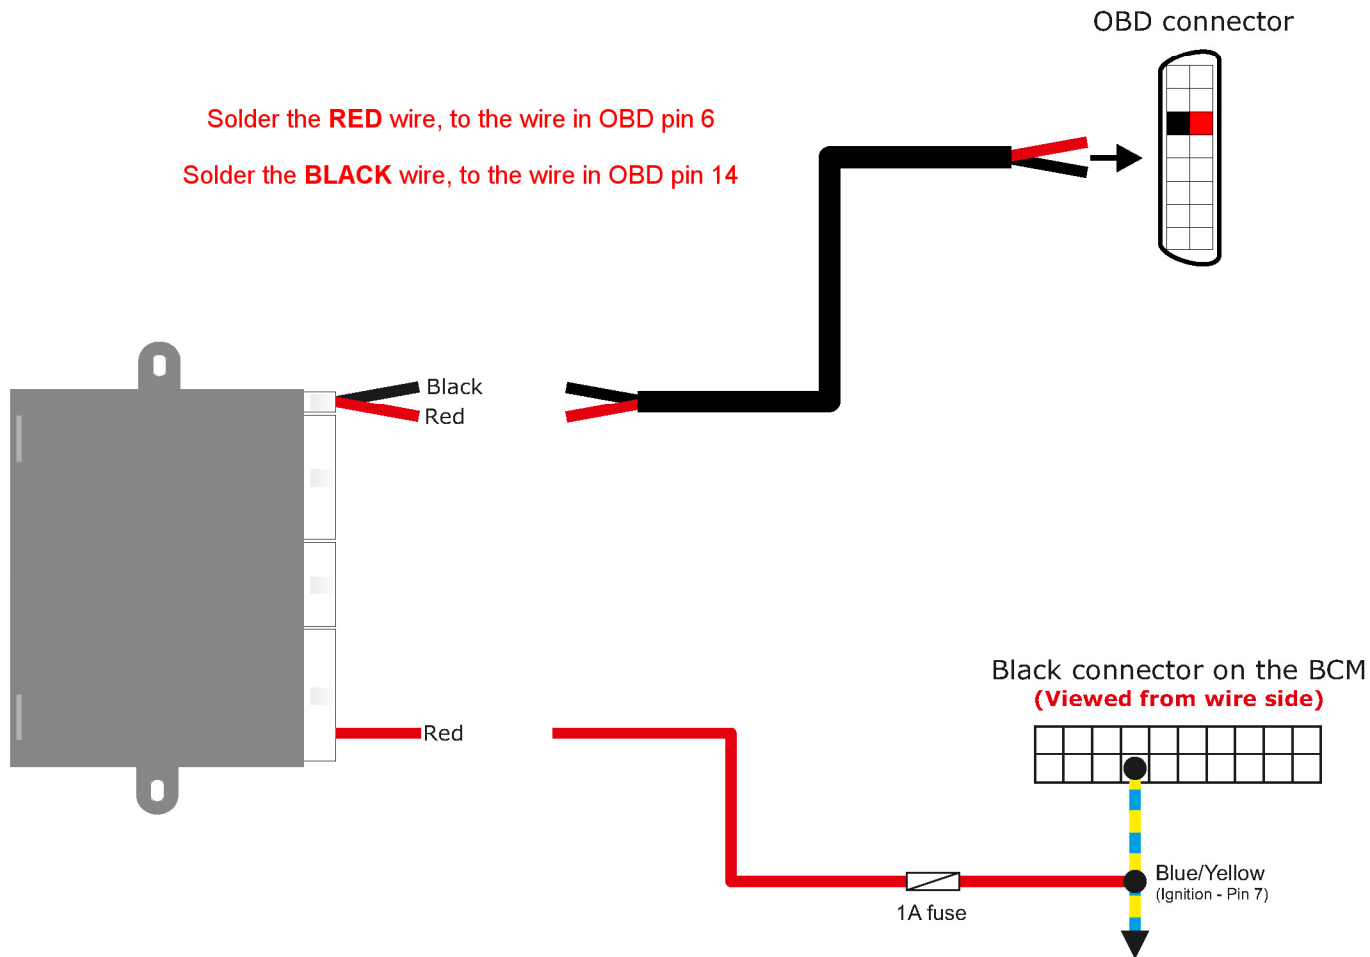 OBD connector
Solder the RED wire, to the wire in OBD pin 6
Solder the BLACK wire, to the wire in OBD pin 14
Black
Red
Black connector on the BCM
(Viewed from wire side)
Red
Blue/Yellow
(Ignition - Pin 7)
1A fuse